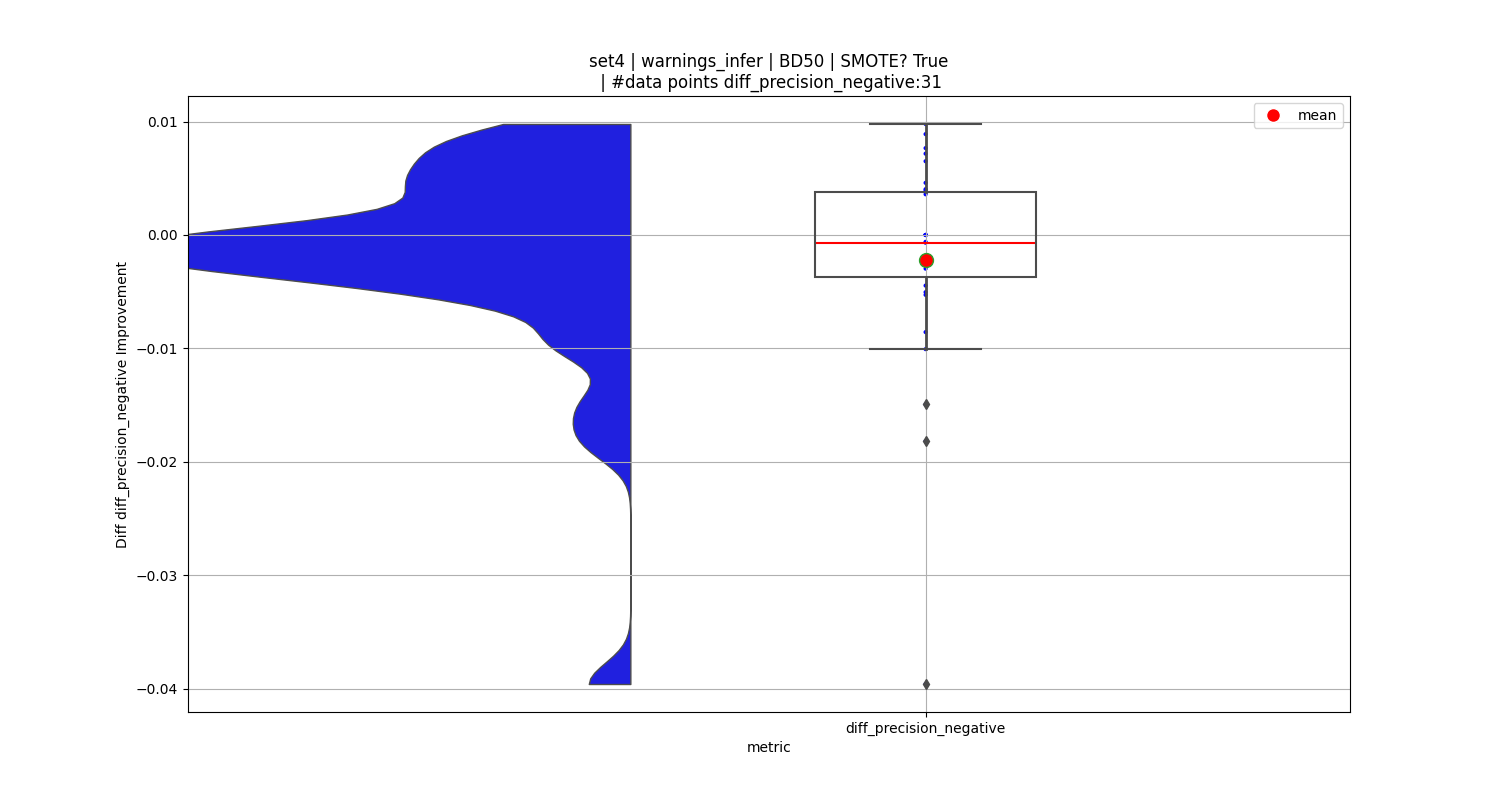 set4 | warnings_infer | BD50 | SMOTE? True
| #data points diff_precision_negative:31
mean
0.01
0.00
−0.01
−0.02
−0.03
−0.04
Diff diff_precision_negative Improvement
diff_precision_negative
metric